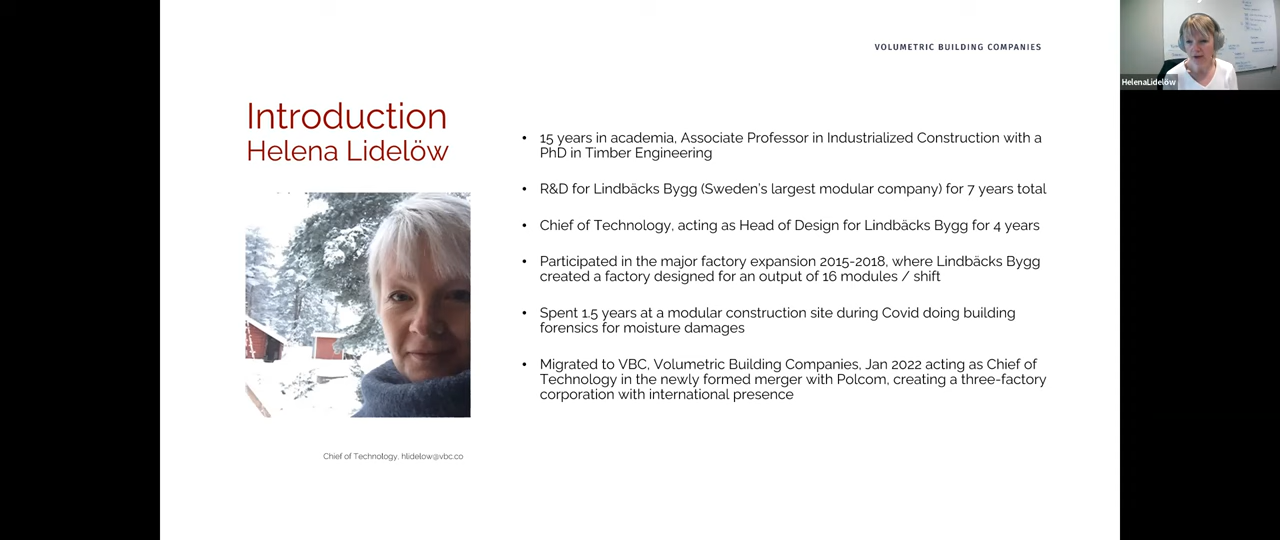 VOLUMETRIC BUILDING COMPANIES
HelenaLidelöw
Introduction
Helena Lidelöw
• 15 years in academia, Associate Professor in Industrialized Construction with a
PhD in Timber Engineering
• R&D for Lindbäcks Bygg (Sweden's largest modular company) for 7 years total
• Chief of Technology, acting as Head of Design for Lindbäcks Bygg for 4 years
• Participated in the major factory expansion 2015-2018, where Lindbäcks Bygg
created a factory designed for an output of 16 modules / shift
• Spent 1.5 years at a modular construction site during Covid doing building
forensics for moisture damages
• Migrated to VBC, Volumetric Building Companies, Jan 2022 acting as Chief of
Technology in the newly formed merger with Polcom, creating a three-factory
corporation with international presence
Chief of Technology, hlidelow@vbc.co